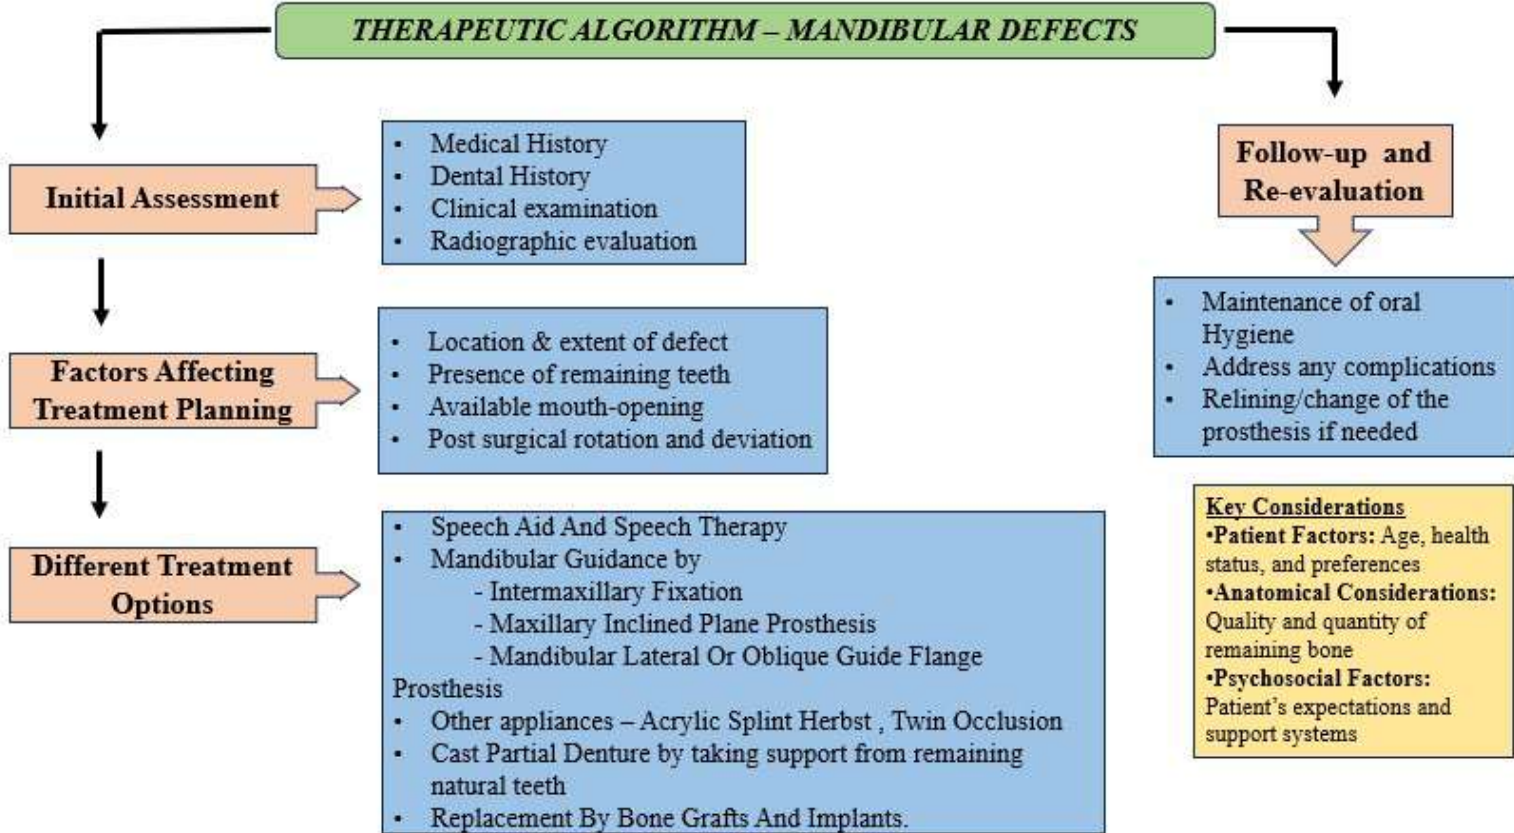 THERAPEUTIC ALGORITHM – MANDIBULAR DEFECTS
Initial Assessment
• Medical History
• Dental History
• Clinical examination
• Radiographic evaluation
Factors Affecting
Treatment Planning
• Location & extent of defect
• Presence of remaining teeth
• Available mouth-opening
• Post surgical rotation and deviation
Different Treatment
Options
• Speech Aid And Speech Therapy
• Mandibular Guidance by
- Intermaxillary Fixation
- Maxillary Inclined Plane Prosthesis
- Mandibular Lateral Or Oblique Guide Flange
Prosthesis
• Other appliances – Acrylic Splint Herbst , Twin Occlusion
• Cast Partial Denture by taking support from remaining
natural teeth
• Replacement By Bone Grafts And Implants.
Follow-up and
Re-evaluation
• Maintenance of oral
Hygiene
• Address any complications
• Relining/change of the
prosthesis if needed
Key Considerations
•Patient Factors: Age, health
status, and preferences
•Anatomical Considerations:
Quality and quantity of
remaining bone
•Psychosocial Factors:
Patient’s expectations and
support systems